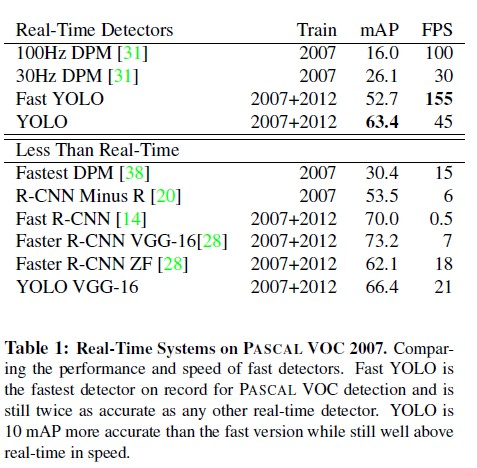 Real-Time Detectors Train mAP FPS
100Hz DPM [31] 2007 16.0 100
30Hz DPM [31] 2007 26.1 30
Fast YOLO 2007+2012 52.7 155
YOLO 2007+2012 63.4 45
Less Than Real-Time
Fastest DPM [38] 2007 30.4 15
R-CNN Minus R [20] 2007 53.5 6
Fast R-CNN [14] 2007+2012 70.0 0.5
Faster R-CNN VGG-16[28] 2007+2012 73.2 7
Faster R-CNN ZF [28] 2007+2012 62.1 18
YOLO VGG-16 2007+2012 66.4 21
Table 1: Real-Time Systems on PASCAL VOC 2007. Compar-
ing the performance and speed of fast detectors. Fast YOLO is
the fastest detector on record for PASCAL VOC detection and is
still twice as accurate as any other real-time detector. YOLO is
10 mAP more accurate than the fast version while still well above
real-time in speed.